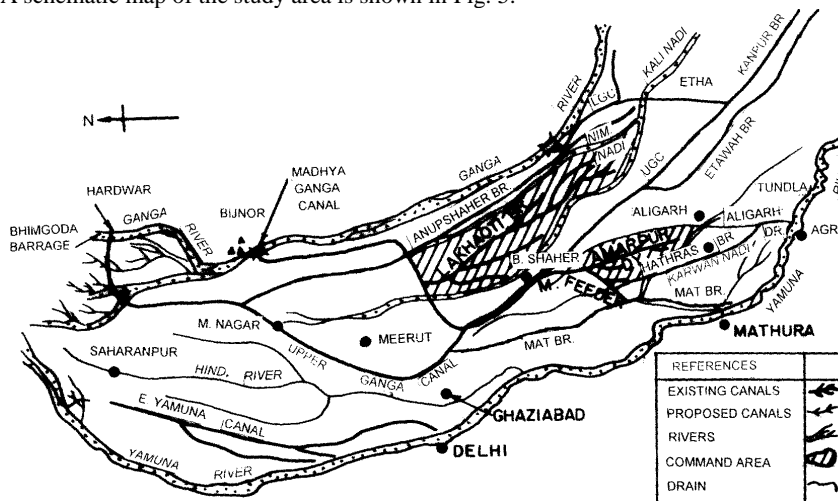 A schematic map of the study area is shown in Fig. 3.
N
HARDWAR
BHIMGODA
BARRAGE
GANGA
RIVER
BIJNOR
MADHYA
GANGA
CANAL
GANGA
RIVER
LGC
KALI NADI
ETHA
KANPUR BR
NIM.
NADI
ANUPSHAHER BR.
UGC
ETAWAH BR
TUNDLA
ALIGARH
ALIGARH
DR.
AGR
B. SHAHER
AMARPUR
HATHRAS
BR
KARWAN NADI
M. FEEDER
MAT BR.
YAMUNA
MATHURA
M. NAGAR
MEERUT
MAT BR.
UPPER
GANGA
CANAL
SAHARANPUR
HIND. RIVER
GHAZIABAD
E. YAMUNA
CANAL
DELHI
YAMUNA
RIVER
REFERENCES
EXISTING CANALS
PROPOSED CANALS
RIVERS
COMMAND AREA
DRAIN